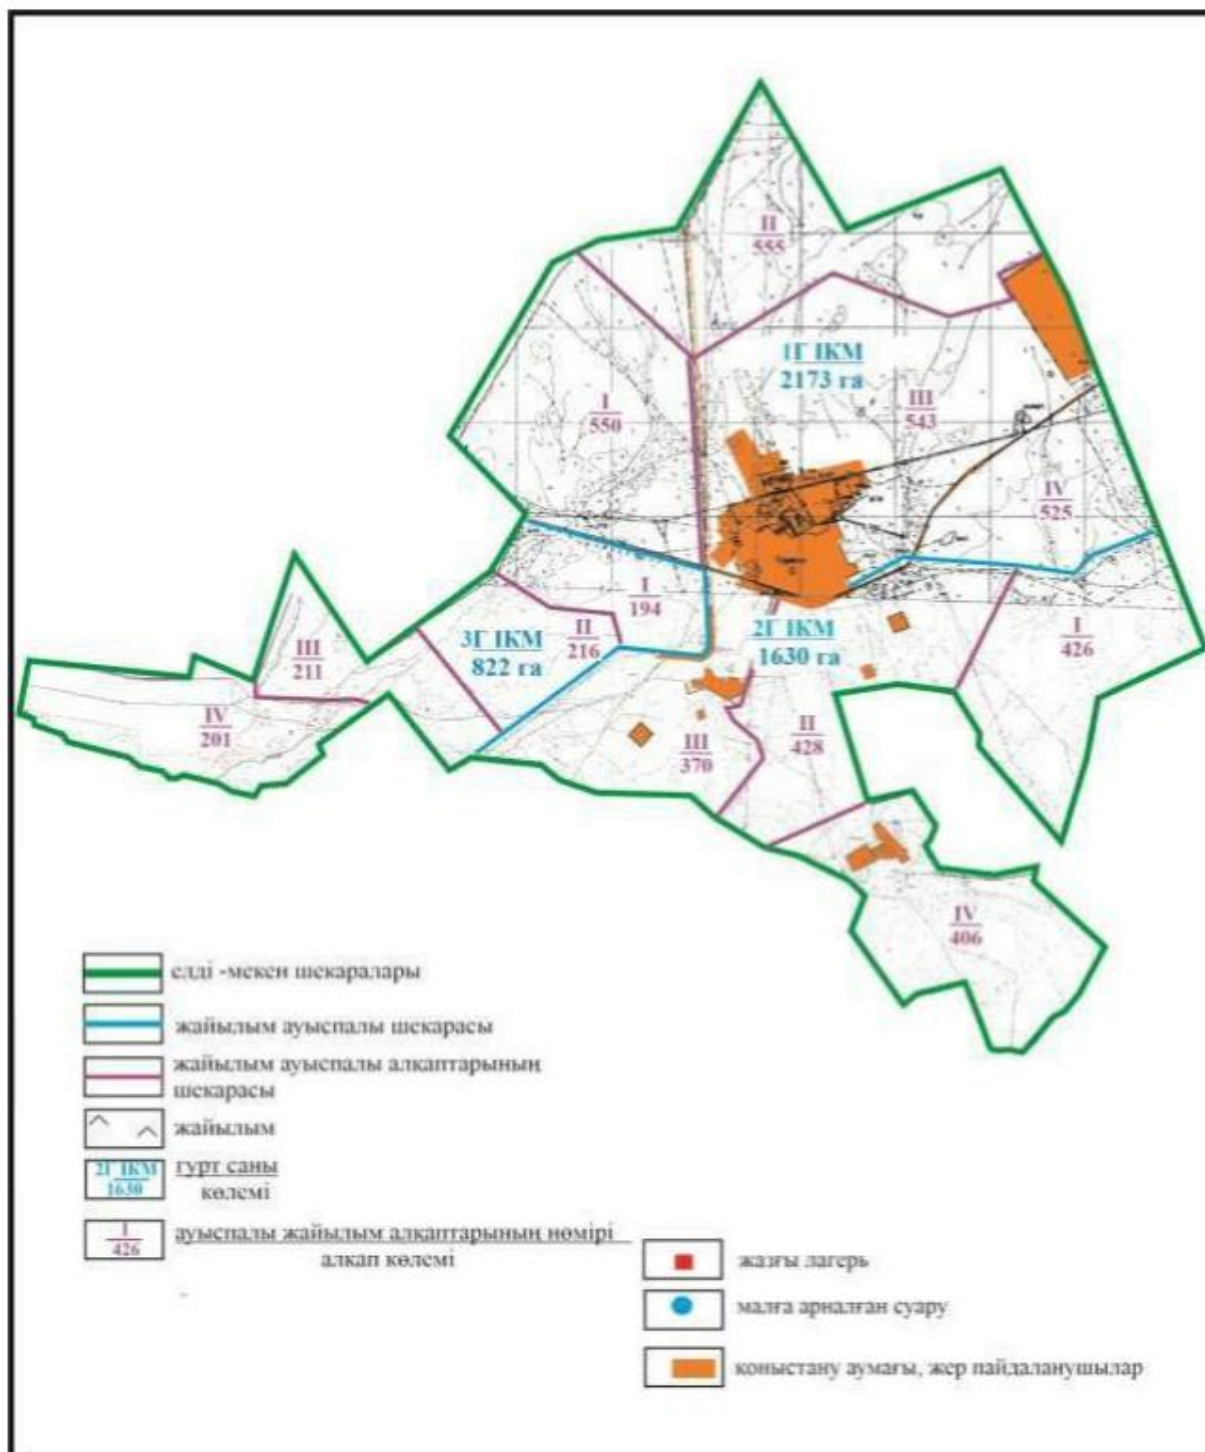 II
555
1Г ІКМ
2173 га
I
550
III
543
IV
525
I
194
II
216
3Г ІКМ
822 га
2Г ІКМ
1630 га
I
426
III
211
IV
201
III
370
II
428
IV
406
елді -мекен шекаралары
жайылым ауыспалы шекарасы
жайылым ауыспалы алқаптарының
шекарасы
жайылым
2Г ІКМ
1630
гурт саны
көлемі
I
426
ауыспалы жайылым алқаптарының нөмірі
алқап көлемі
жазғы лагерь
малға арналған суару
қоныстану аумағы, жер пайдаланушылар